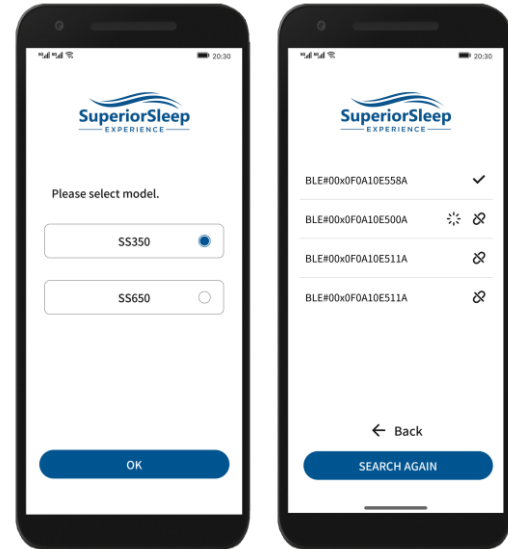 20:30
SuperiorSleep
EXPERIENCE
Please select model.
SS350
SS650
OK
20:30
SuperiorSleep
EXPERIENCE
BLE#00x0F0A10E558A
BLE#00x0F0A10E500A
BLE#00x0F0A10E511A
BLE#00x0F0A10E511A
Back
SEARCH AGAIN